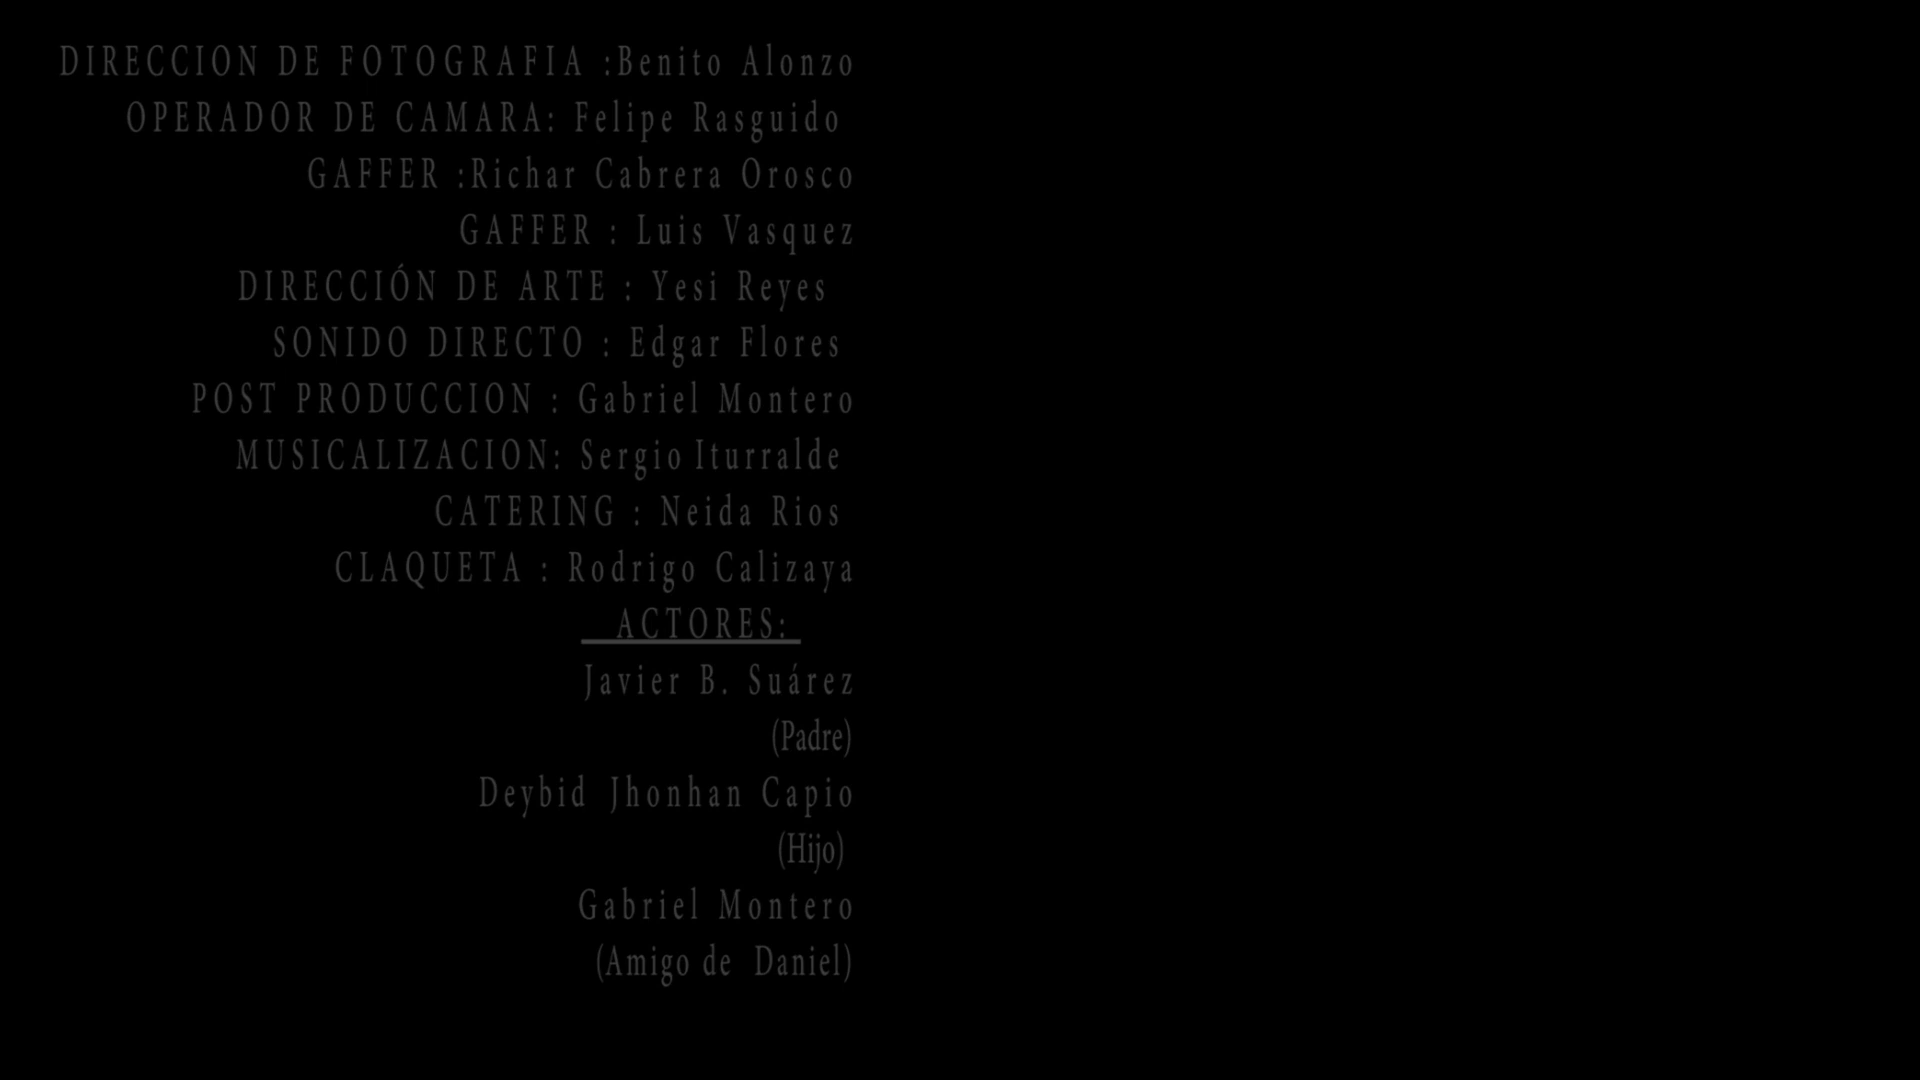 DIRECCION DE FOTOGRAFIA :Benito Alonzo
OPERADOR DE CAMARA: Felipe Rasguido
GAFFER :Richar Cabrera Orosco
GAFFER : Luis Vasquez
DIRECCIÓN DE ARTE : Yesi Reyes
SONIDO DIRECTO : Edgar Flores
POST PRODUCCION : Gabriel Montero
MUSICALIZACION: Sergio Iturralde
CATERING : Neida Rios
CLAQUETA : Rodrigo Calizaya
ACTORES:
Javier B. Suárez
(Padre)
Deybid Jhonhan Capio
(Hijo)
Gabriel Montero
(Amigo de Daniel)